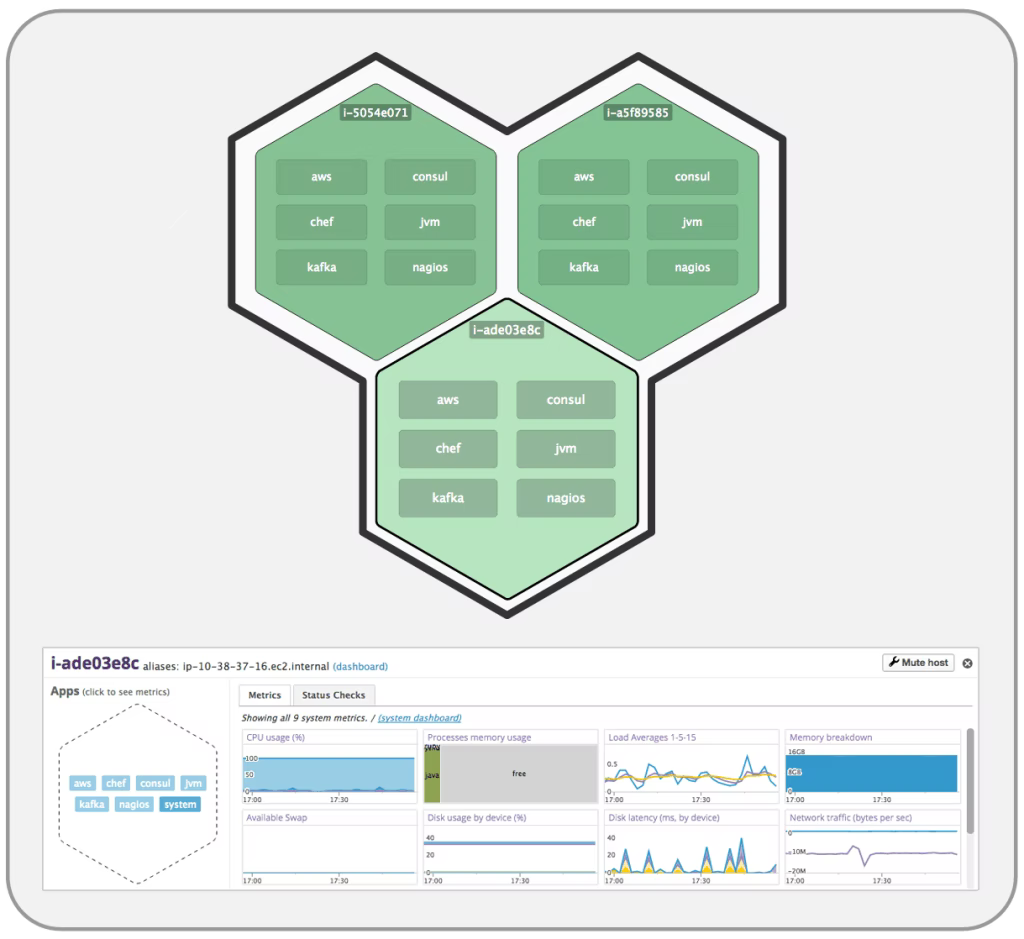 i-5054e071
aws consul
chef jvm
kafka nagios
i-a5f89585
aws consul
chef jvm
kafka nagios
i-ade03e8c
aws consul
chef jvm
kafka nagios
i-ade03e8c aliases: ip-10-38-37-16.ec2.internal (dashboard)
Mute host
Apps (click to see metrics)
aws chef consul jvm
kafka nagios system
Metrics Status Checks
Showing all 9 system metrics. / (system dashboard)
CPU usage (%)
100
50
0
17:00 17:30
Processes memory usage
java
free
Load Averages 1-5-15
0.5
0
17:00 17:30
Memory breakdown
16GB
8GB
0
17:00 17:30
Available Swap
17:00 17:30
Disk usage by device (%)
40
20
0
17:00 17:30
Disk latency (ms, by device)
40
20
0
17:00 17:30
Network traffic (bytes per sec)
0
-10M
-20M
17:00 17:30